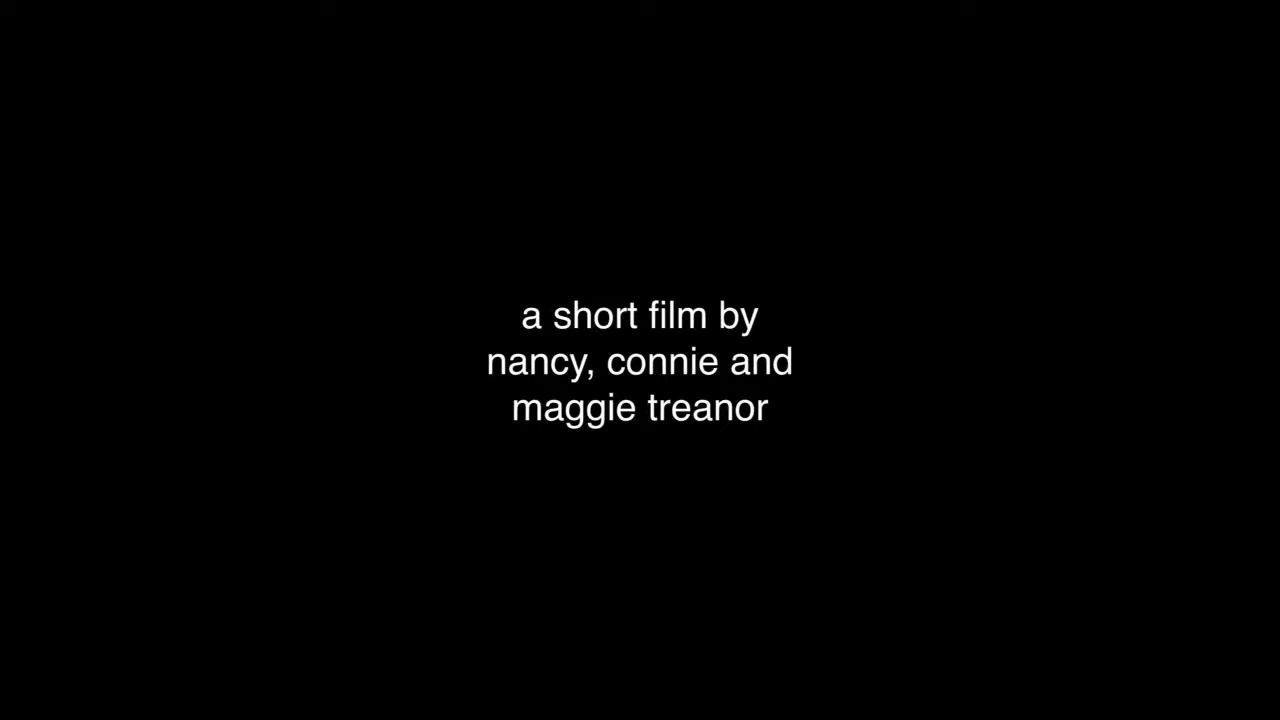 a short film by
nancy, connie and
maggie treanor